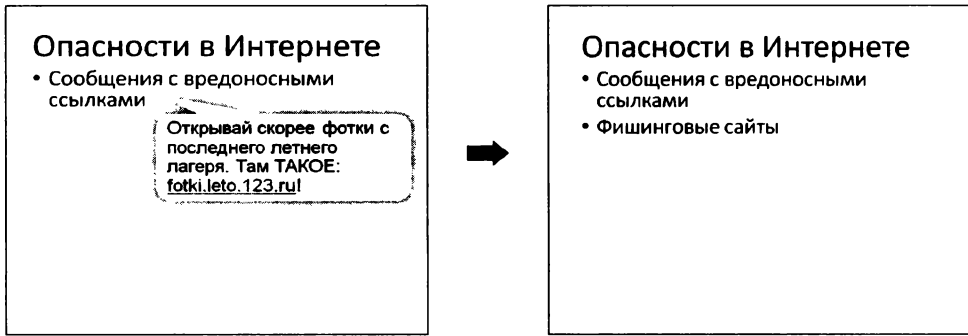 Опасности в Интернете
• Сообщения с вредоносными
ссылками
Открывай скорее фотки с
последнего летнего
лагеря. Там ТАКОЕ:
fotki.leto.123.ru!
Опасности в Интернете
• Сообщения с вредоносными
ссылками
• Фишинговые сайты